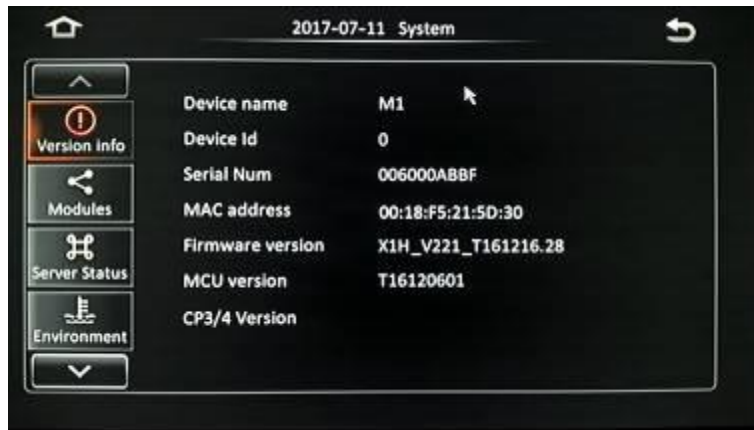 2017-07-11 System
Version info
Modules
Server Status
Environment
Device name M1
Device Id 0
Serial Num 006000ABBF
MAC address 00:18:F5:21:5D:30
Firmware version X1H_V221_T161216.28
MCU version T16120601
CP3/4 Version